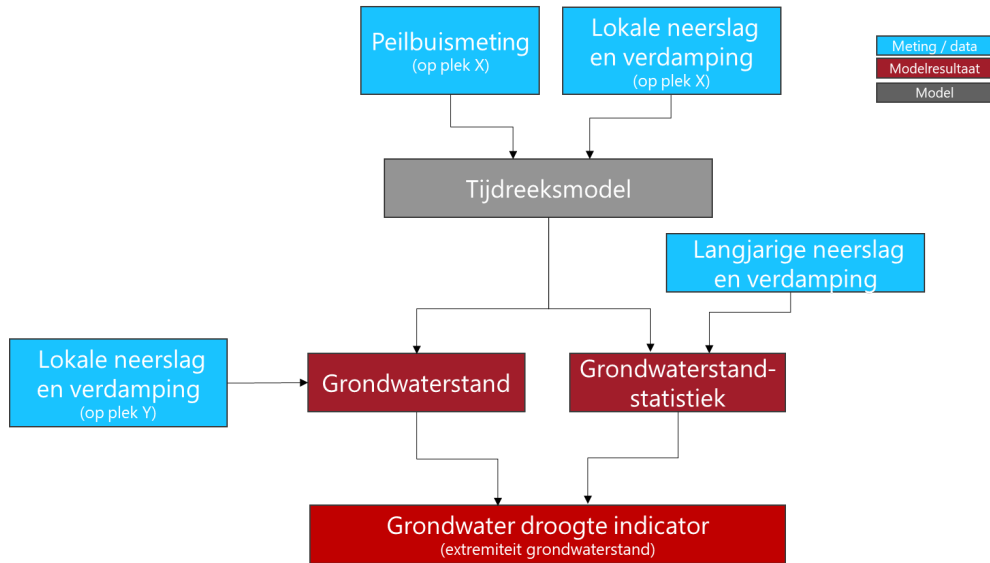 Peilbuismeting
(op plek X)
Lokale neerslag
en verdamping
(op plek X)
Meting / data
Modelresultaat
Model
Tijdreeksmodel
Langjarige neerslag
en verdamping
Lokale neerslag
en verdamping
(op plek Y)
Grondwaterstand
Grondwaterstand-
statistiek
Grondwater droogte indicator
(extremiteit grondwaterstand)